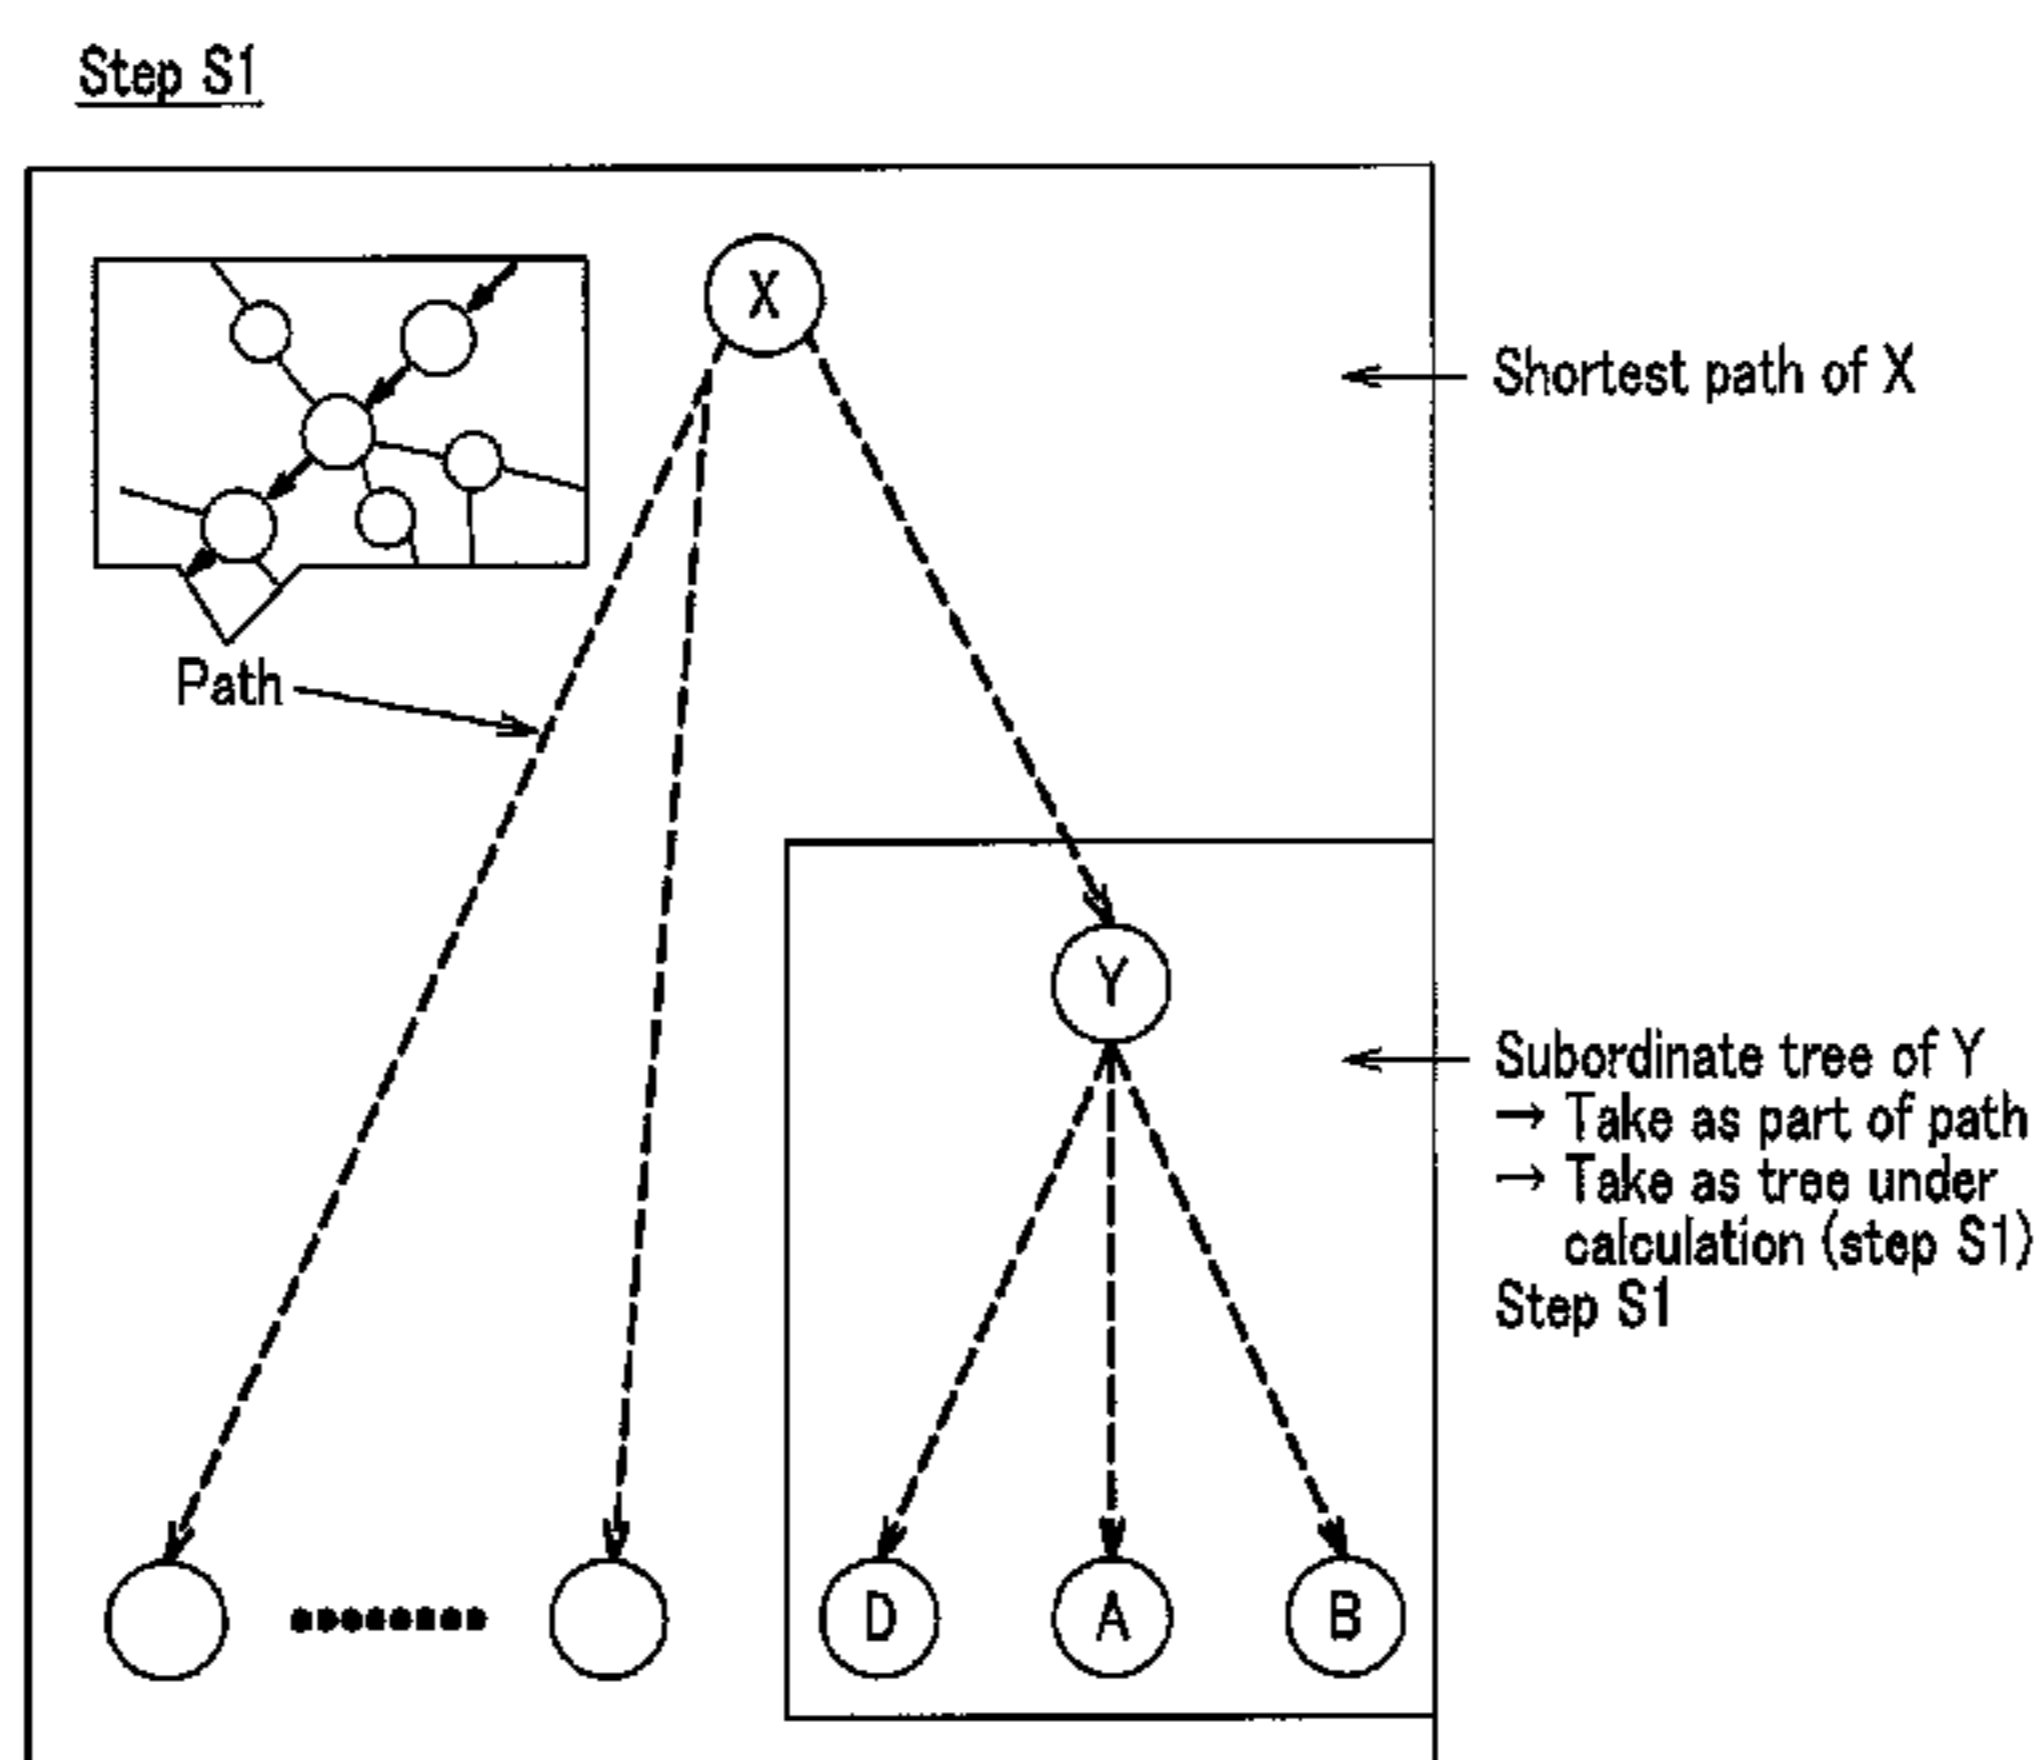 Step S1
X
Shortest path of X
Path
Y
Subordinate tree of Y
→ Take as part of path
→ Take as tree under
calculation (step S1)
Step S1
D A B